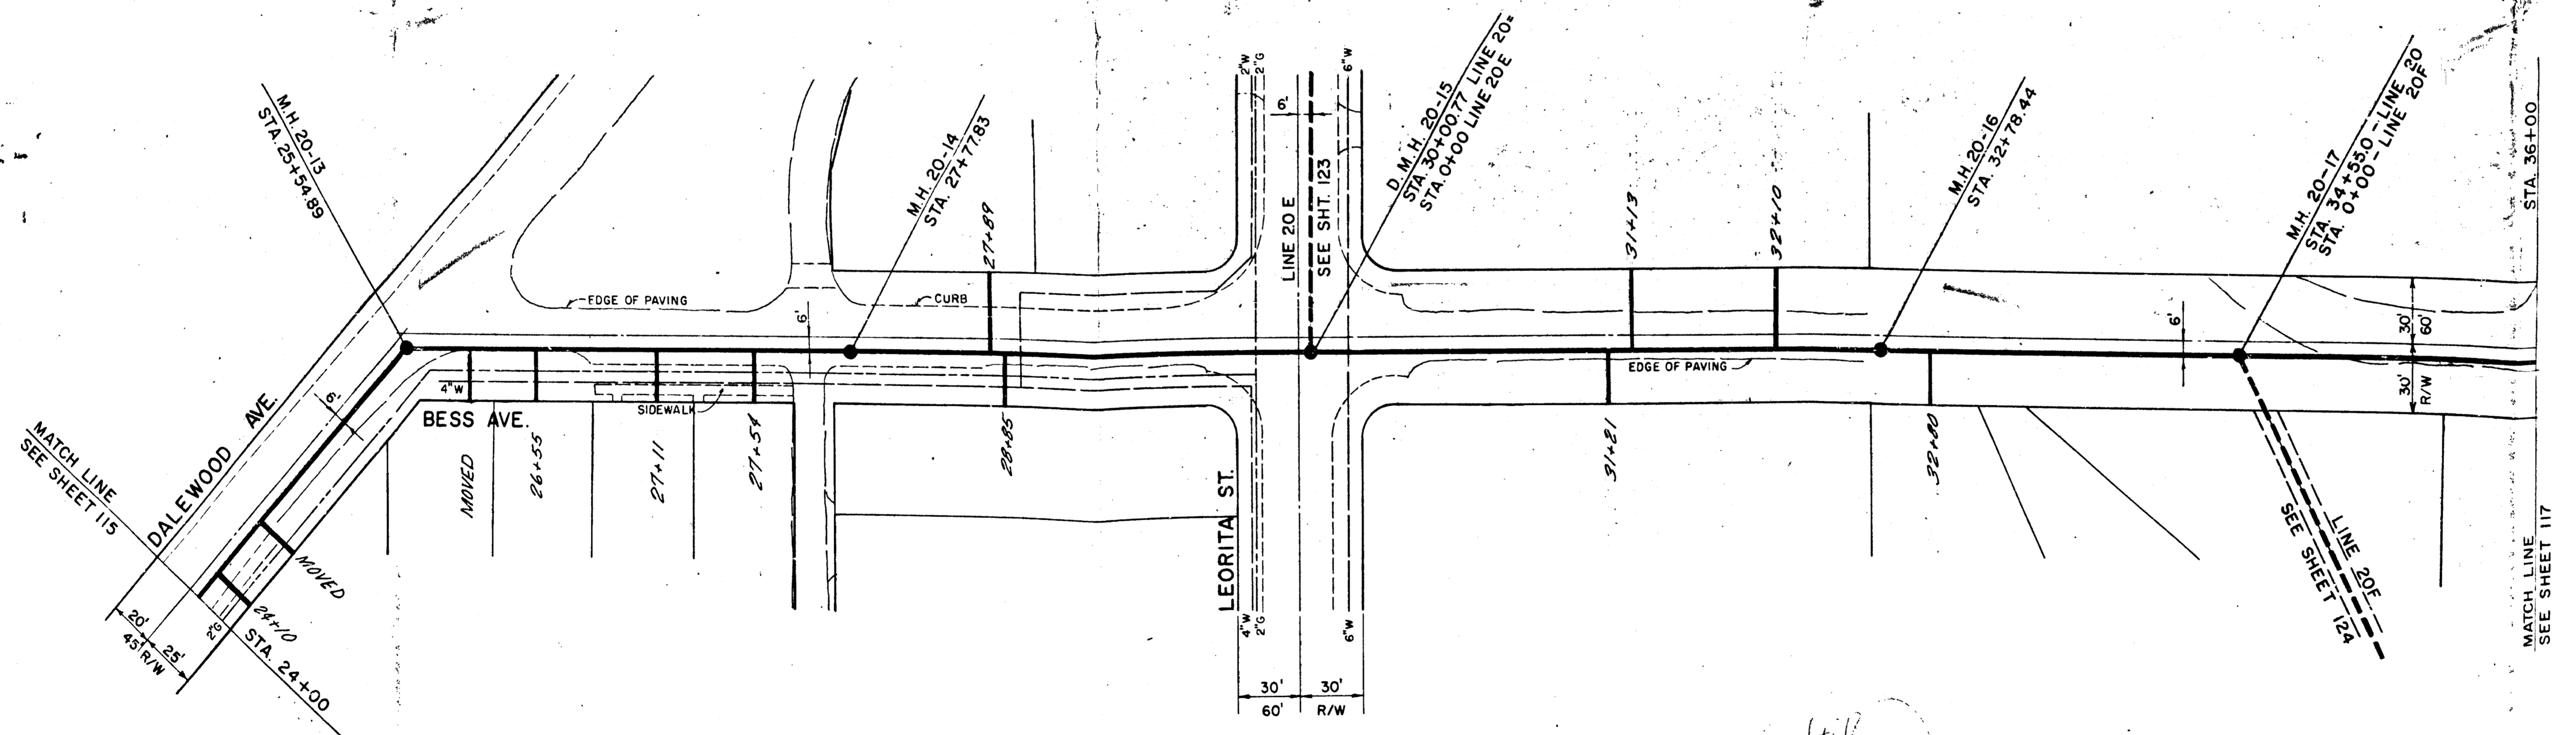 M.H. 20-13
STA. 25+54.89
M.H. 20-14
STA. 27+77.83
27+89
2"W
2"G
6'
6"W
LINE 20 E
SEE SHT. 123
D. M.H. 20-15
STA. 30+00.77 LINE 20=
STA. 0+00 LINE 20E
31+13
32+10
M.H. 20-16
STA. 32+78.44
M.H. 20-17
STA. 34+55.0 - LINE 20
STA. 0+00 - LINE 20F
STA. 36+00
EDGE OF PAVING
CURB
6'
6'
30'
60'
30'
R/W
EDGE OF PAVING
6'
4"W
SIDEWALK
BESS AVE.
DALEWOOD AVE.
MATCH LINE
SEE SHEET 115
MOVED
26+55
27+11
27+54
28+85
31+21
32+80
LEORITA ST.
MOVED
24+10
2"G
20'
45' R/W
25'
STA. 24+00
4"W
2"G
6"W
30'
30'
60'
R/W
LINE 20F
SEE SHEET 124
MATCH LINE
SEE SHEET 117